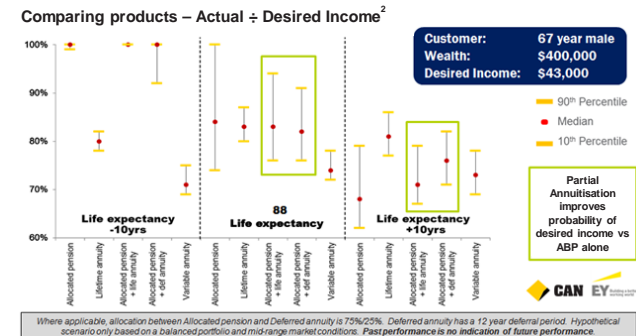 Comparing products – Actual ÷ Desired Income2
Customer: 67 year male
Wealth: $400,000
Desired Income: $43,000
100%
90%
80%
70%
60%
90th Percentile
Median
10th Percentile
Life expectancy
-10yrs
88
Life expectancy
Life expectancy
+10yrs
Partial
Annuitisation
improves
probability of
desired income vs
ABP alone
Allocated pension
Lifetime annuity
Allocated pension
+ life annuity
Allocated pension
+ def annuity
Variable annuity
Allocated pension
Lifetime annuity
Allocated pension
+ life annuity
Allocated pension
+ def annuity
Variable annuity
Allocated pension
Lifetime annuity
Allocated pension
+ life annuity
Allocated pension
+ def annuity
Variable annuity
CAN EY
Where applicable, allocation between Allocated pension and Deferred annuity is 75%/25%. Deferred annuity has a 12 year deferral period. Hypothetical
scenario only based on a balanced portfolio and mid-range market conditions. Past performance is no indication of future performance.